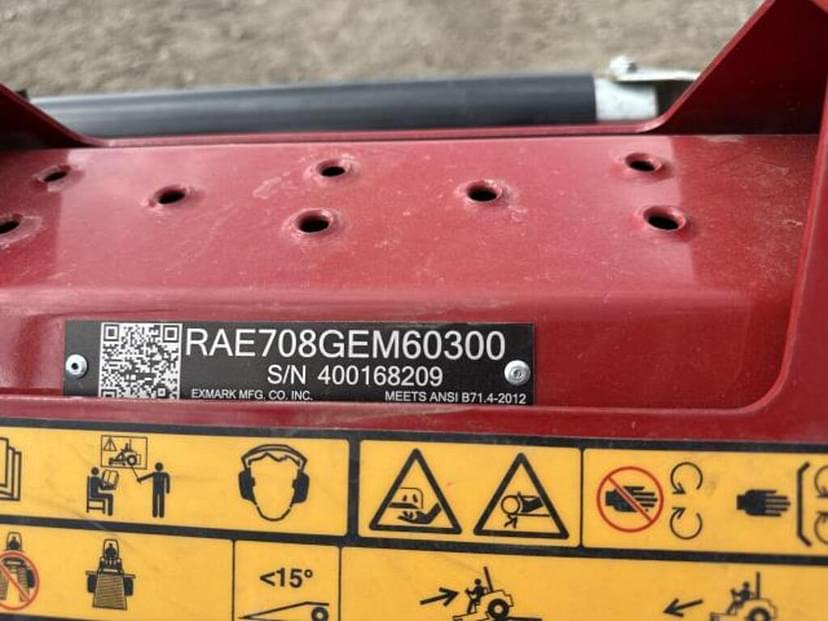 RAE708GEM60300
S/N 400168209
EXMARK MFG. CO. INC. MEETS ANSI B71.4-2012
<15°